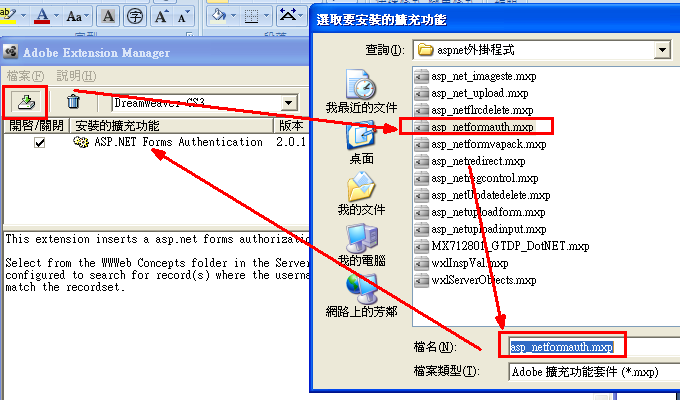 Adobe Extension Manager
檔案(F) 說明(H)
Dreamweaver CS3
開啓/關閉 安裝的擴充功能 版本
ASP.NET Forms Authentication 2.0.1
This extension inserts a asp.net forms authorizatio
Select from the WWWeb Concepts folder in the Server
configured to search for record(s) where the userna
match the recordset.
選取要安裝的擴充功能
查詢(I): aspnet外掛程式
我最近的文件
桌面
我的文件
我的電腦
網路上的芳鄰
asp_net_imageste.mxp
asp_net_upload.mxp
asp_netflrcdelete.mxp
asp_netformauth.mxp
asp_netformvapack.mxp
asp_netredirect.mxp
asp_netregcontrol.mxp
asp_netUpdatedelete.mxp
asp_netuploadform.mxp
asp_netuploadinput.mxp
MX712801_GTDP_DotNET.mxp
wxlInspVal.mxp
wxlServerObjects.mxp
檔名(N): asp_netformauth.mxp
檔案類型(T): Adobe 擴充功能套件 (*.mxp)